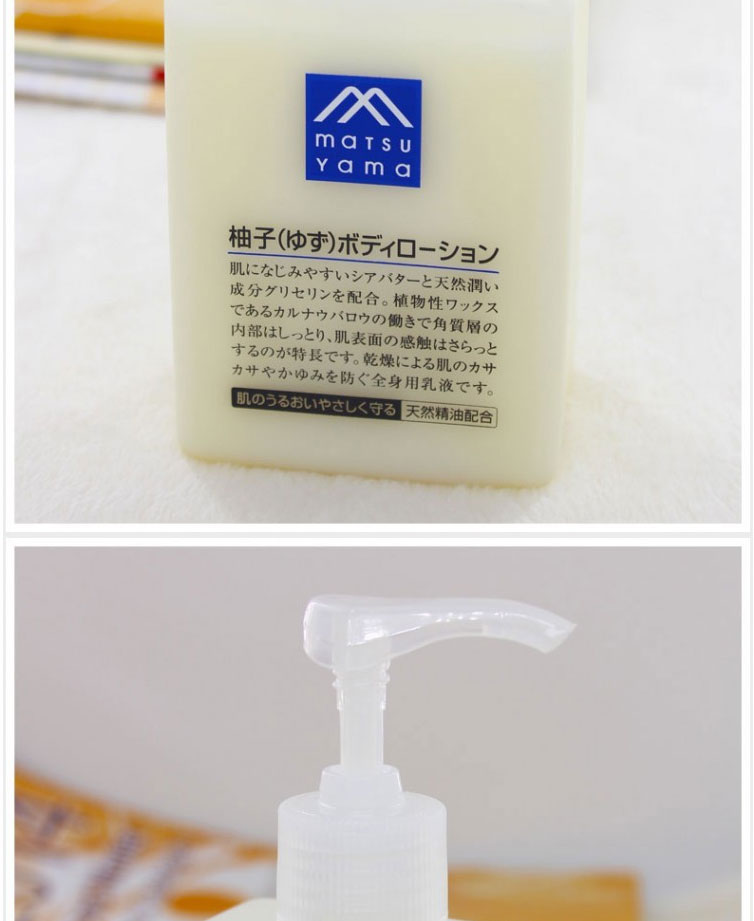 matsu
yama
柚子(ゆず)ボディローション
肌になじみやすいシアバターと天然潤い
成分グリセリンを配合。植物性ワックス
であるカルナウバロウの働きで角質層の
内部はしっとり、肌表面の感触はさらっと
するのが特長です。乾燥による肌のカサ
カサやかゆみを防ぐ全身用乳液です。
肌のうるおいやさしく守る 天然精油配合